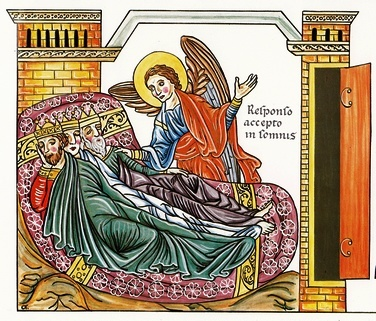 Responso
accepto
in somnis